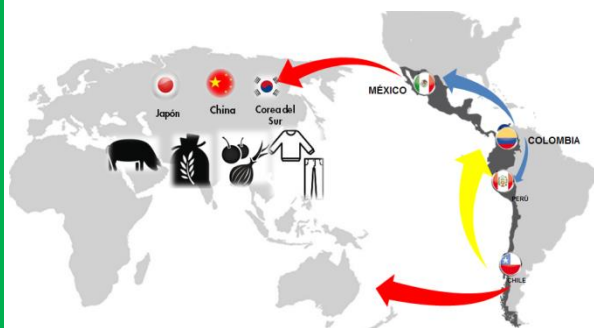 MÉXICO
Japón
China
Corea del
Sur
COLOMBIA
PERÚ
CHILE